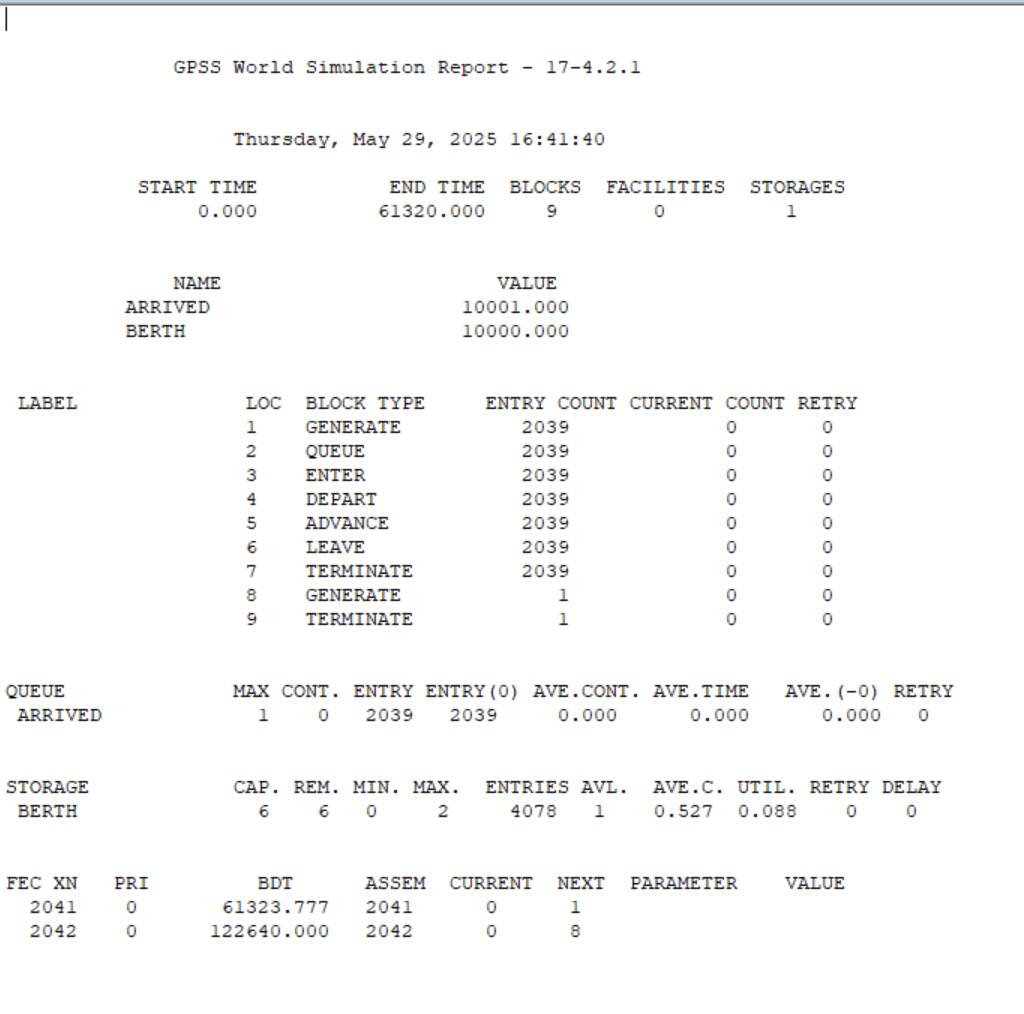 GPSS World Simulation Report - 17-4.2.1
Thursday, May 29, 2025 16:41:40
START TIME END TIME BLOCKS FACILITIES STORAGES
0.000 61320.000 9 0 1
NAME VALUE
ARRIVED 10001.000
BERTH 10000.000
LABEL LOC BLOCK TYPE ENTRY COUNT CURRENT COUNT RETRY
1 GENERATE 2039 0 0
2 QUEUE 2039 0 0
3 ENTER 2039 0 0
4 DEPART 2039 0 0
5 ADVANCE 2039 0 0
6 LEAVE 2039 0 0
7 TERMINATE 2039 0 0
8 GENERATE 1 0 0
9 TERMINATE 1 0 0
QUEUE MAX CONT. ENTRY ENTRY(0) AVE.CONT. AVE.TIME AVE.(-0) RETRY
ARRIVED 1 0 2039 2039 0.000 0.000 0.000 0
STORAGE CAP. REM. MIN. MAX. ENTRIES AVL. AVE.C. UTIL. RETRY DELAY
BERTH 6 6 0 2 4078 1 0.527 0.088 0 0
FEC XN PRI BDT ASSEM CURRENT NEXT PARAMETER VALUE
2041 0 61323.777 2041 0 1
2042 0 122640.000 2042 0 8